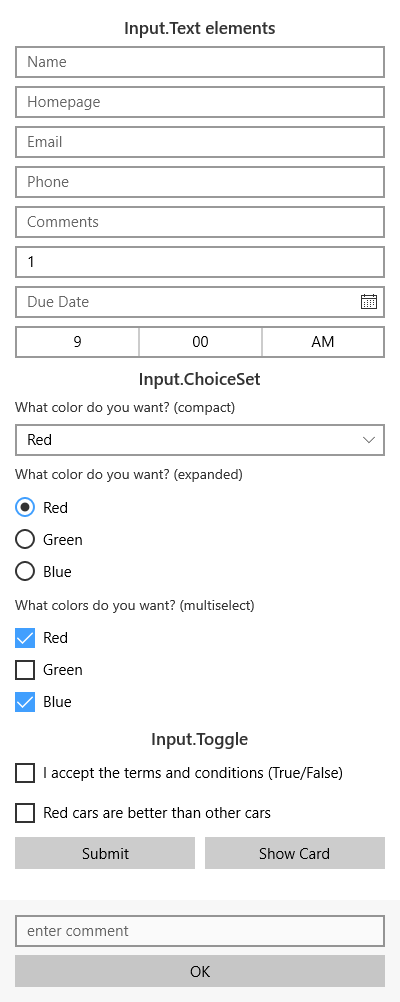 Input.Text elements
Name
Homepage
Email
Phone
Comments
1
Due Date
9 00 AM
Input.ChoiceSet
What color do you want? (compact)
Red
What color do you want? (expanded)
Red
Green
Blue
What colors do you want? (multiselect)
Red
Green
Blue
Input.Toggle
I accept the terms and conditions (True/False)
Red cars are better than other cars
Submit Show Card
enter comment
OK